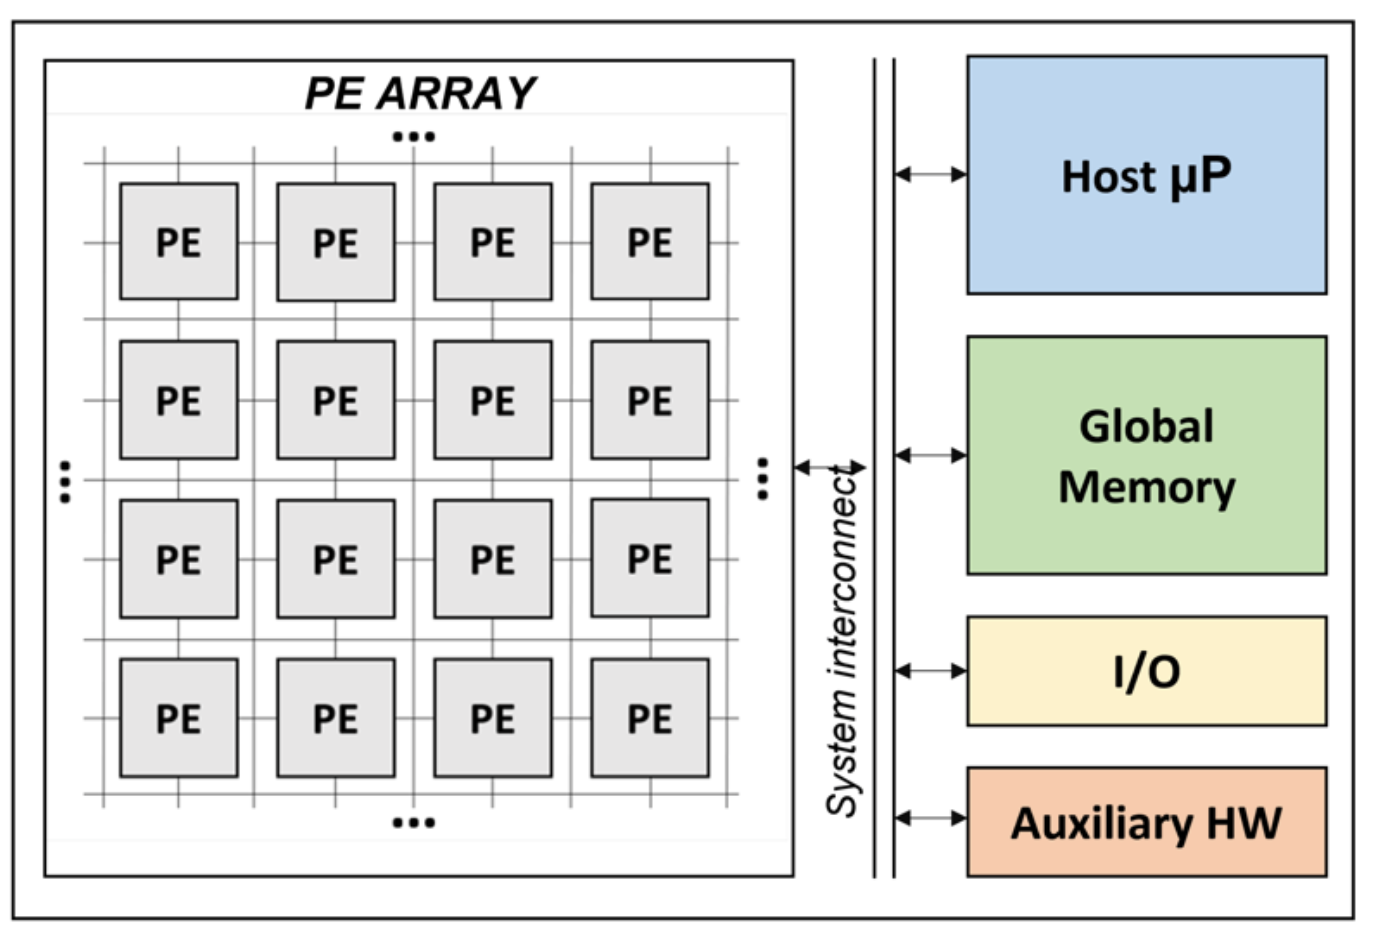 PE ARRAY
PE PE PE PE
PE PE PE PE
PE PE PE PE
PE PE PE PE
System interconnect
Host µP
Global
Memory
I/O
Auxiliary HW